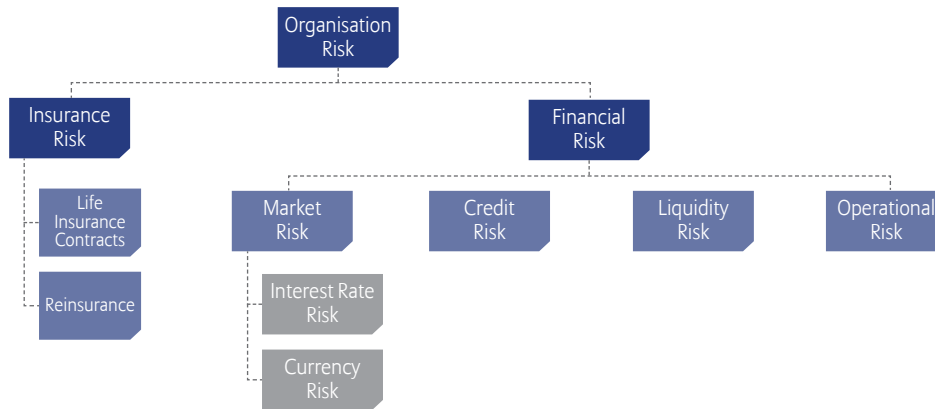 Organisation
Risk
Insurance
Risk
Financial
Risk
Life
Insurance
Contracts
Reinsurance
Market
Risk
Credit
Risk
Liquidity
Risk
Operational
Risk
Interest Rate
Risk
Currency
Risk